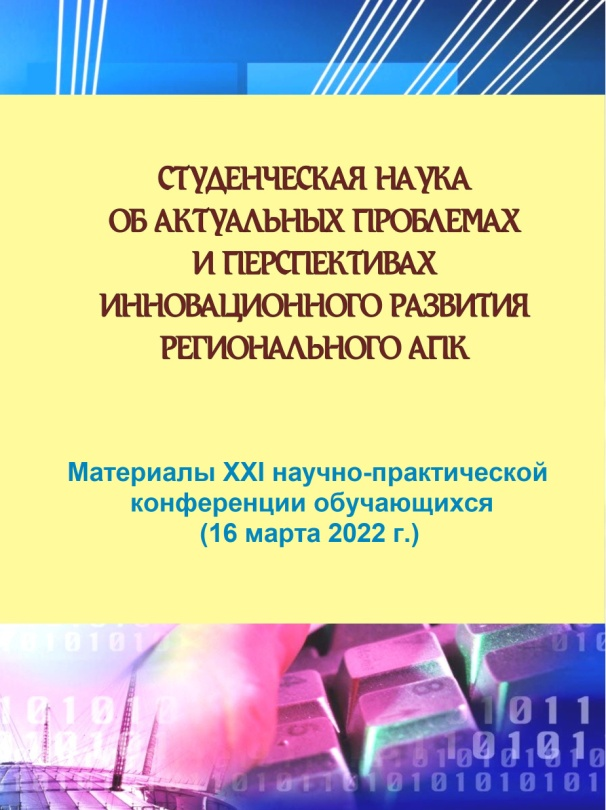 СТУДЕНЧЕСКАЯ НАУКА
ОБ АКТУАЛЬНЫХ ПРОБЛЕМАХ
И ПЕРСПЕКТИВАХ
ИННОВАЦИОННОГО РАЗВИТИЯ
РЕГИОНАЛЬНОГО АПК
Материалы XXI научно-практической
конференции обучающихся
(16 марта 2022 г.)